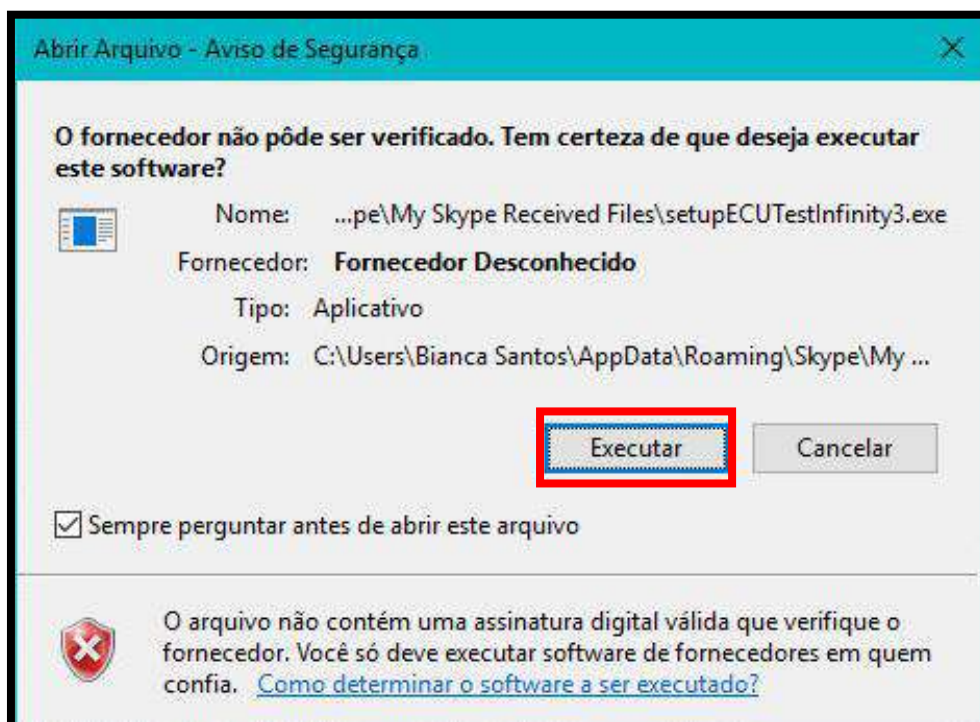 Abrir Arquivo - Aviso de Segurança
O fornecedor não pôde ser verificado. Tem certeza de que deseja executar
este software?
Nome: ...pe\My Skype Received Files\setupECUTestInfinity3.exe
Fornecedor: Fornecedor Desconhecido
Tipo: Aplicativo
Origem: C:\Users\Bianca Santos\AppData\Roaming\Skype\My ...
Executar Cancelar
Sempre perguntar antes de abrir este arquivo
O arquivo não contém uma assinatura digital válida que verifique o
fornecedor. Você só deve executar software de fornecedores em quem
confia. Como determinar o software a ser executado?